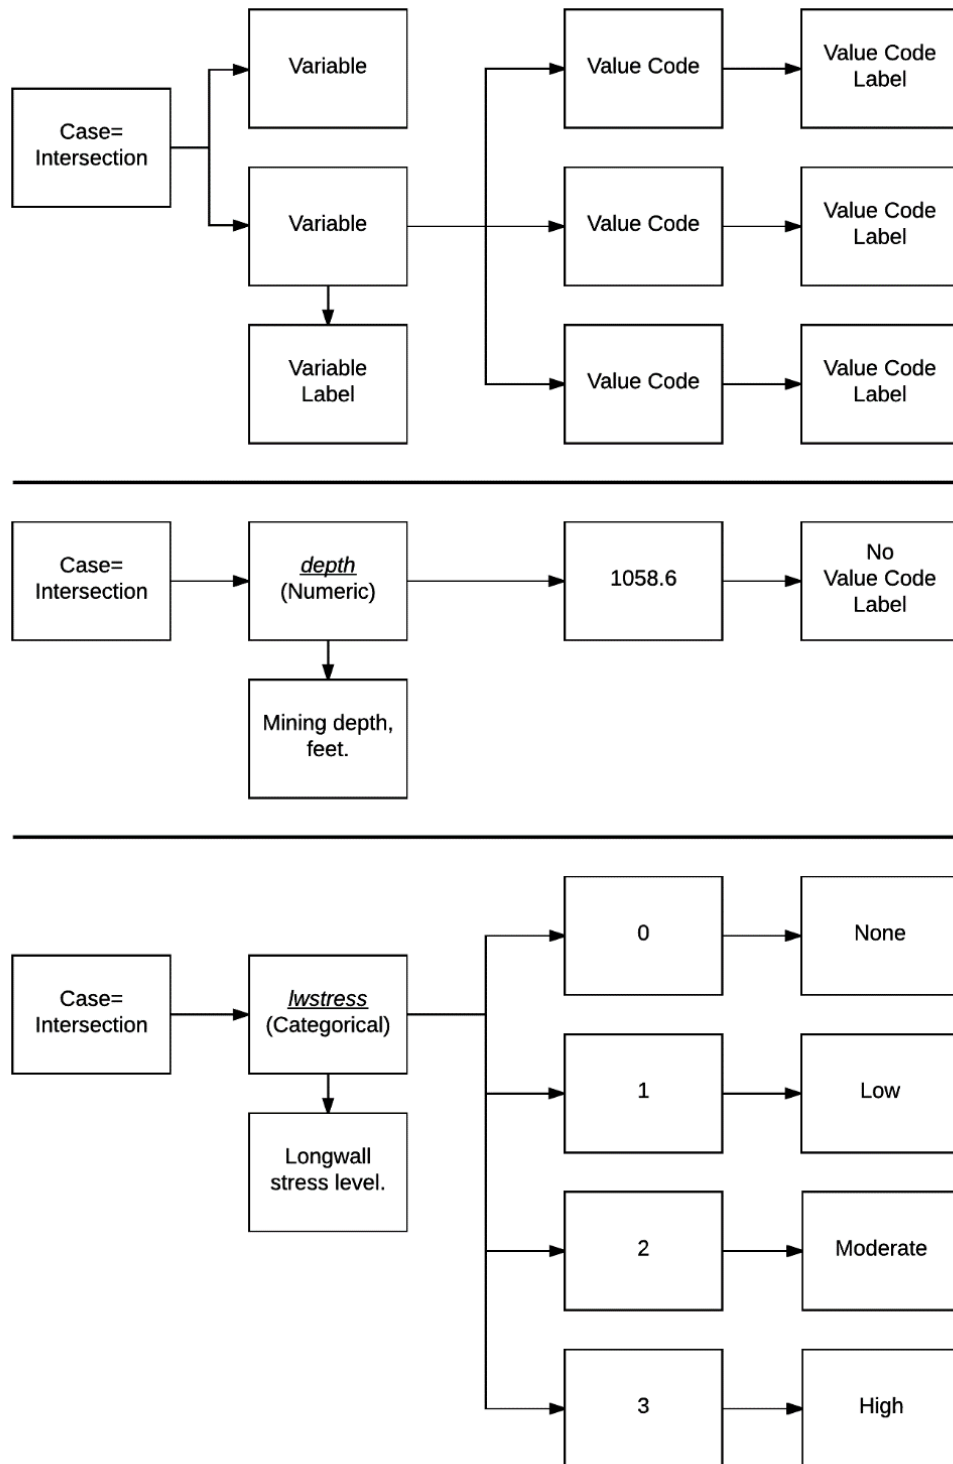 Variable
Value Code
Value Code
Label
Case=
Intersection
Variable
Value Code
Value Code
Label
Variable
Label
Value Code
Value Code
Label
Case=
Intersection
depth
(Numeric)
1058.6
No
Value Code
Label
Mining depth,
feet.
Case=
Intersection
lwstress
(Categorical)
Longwall
stress level.
0
None
1
Low
2
Moderate
3
High